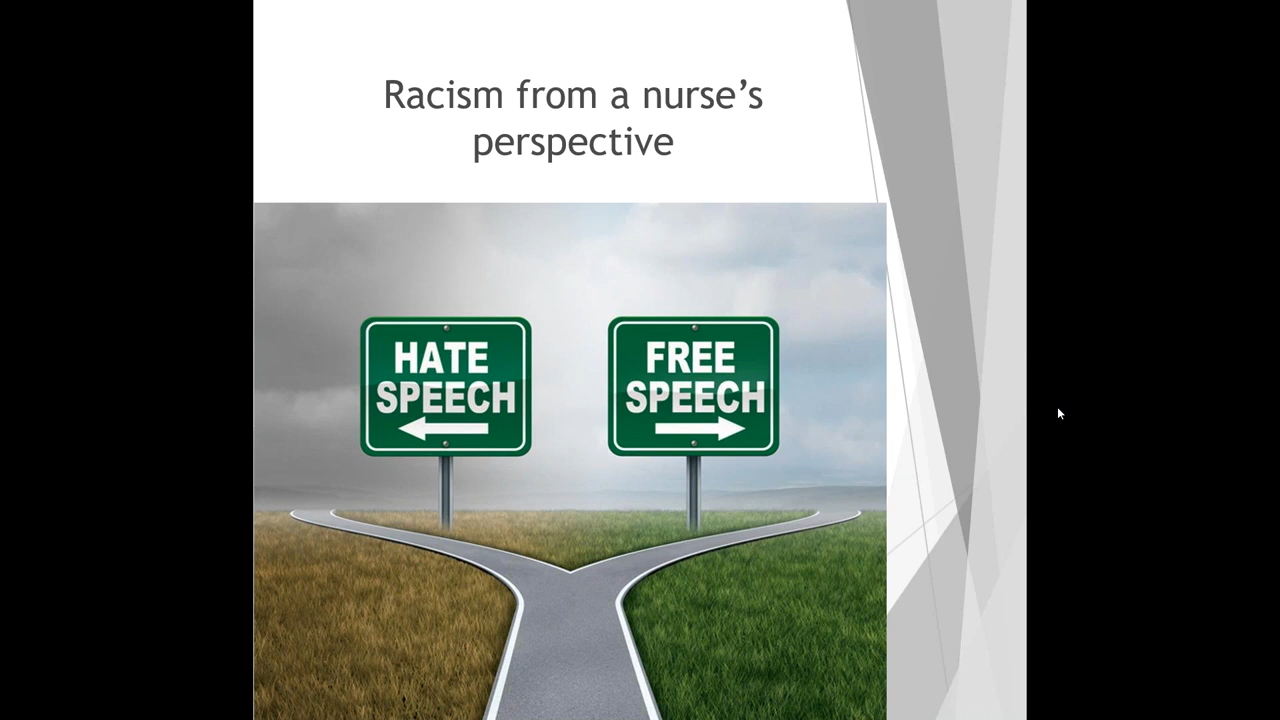 Racism from a nurse’s
perspective
HATE
SPEECH
FREE
SPEECH